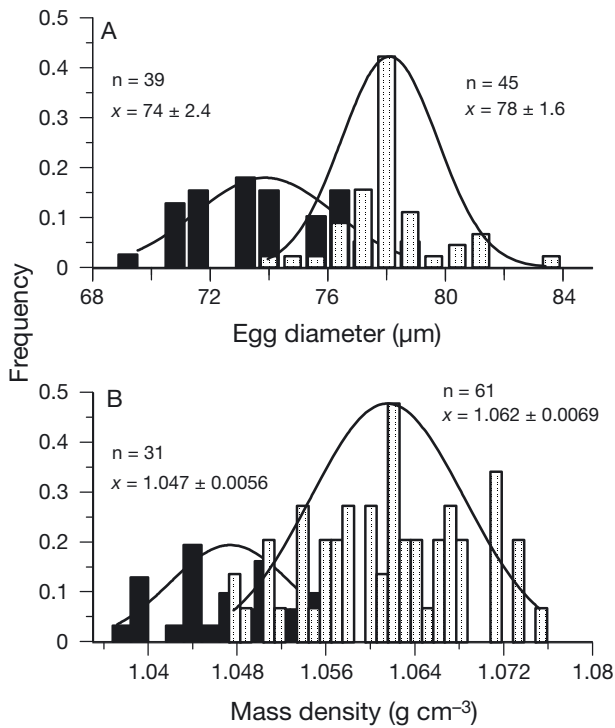 A
0.5
0.4
0.3
0.2
0.1
0
n = 39
x = 74 ± 2.4
n = 45
x = 78 ± 1.6
68 72 76 80 84
Egg diameter (µm)
Frequency
B
0.5
0.4
0.3
0.2
0.1
0
n = 31
x = 1.047 ± 0.0056
n = 61
x = 1.062 ± 0.0069
1.04 1.048 1.056 1.064 1.072 1.08
Mass density (g cm⁻³)